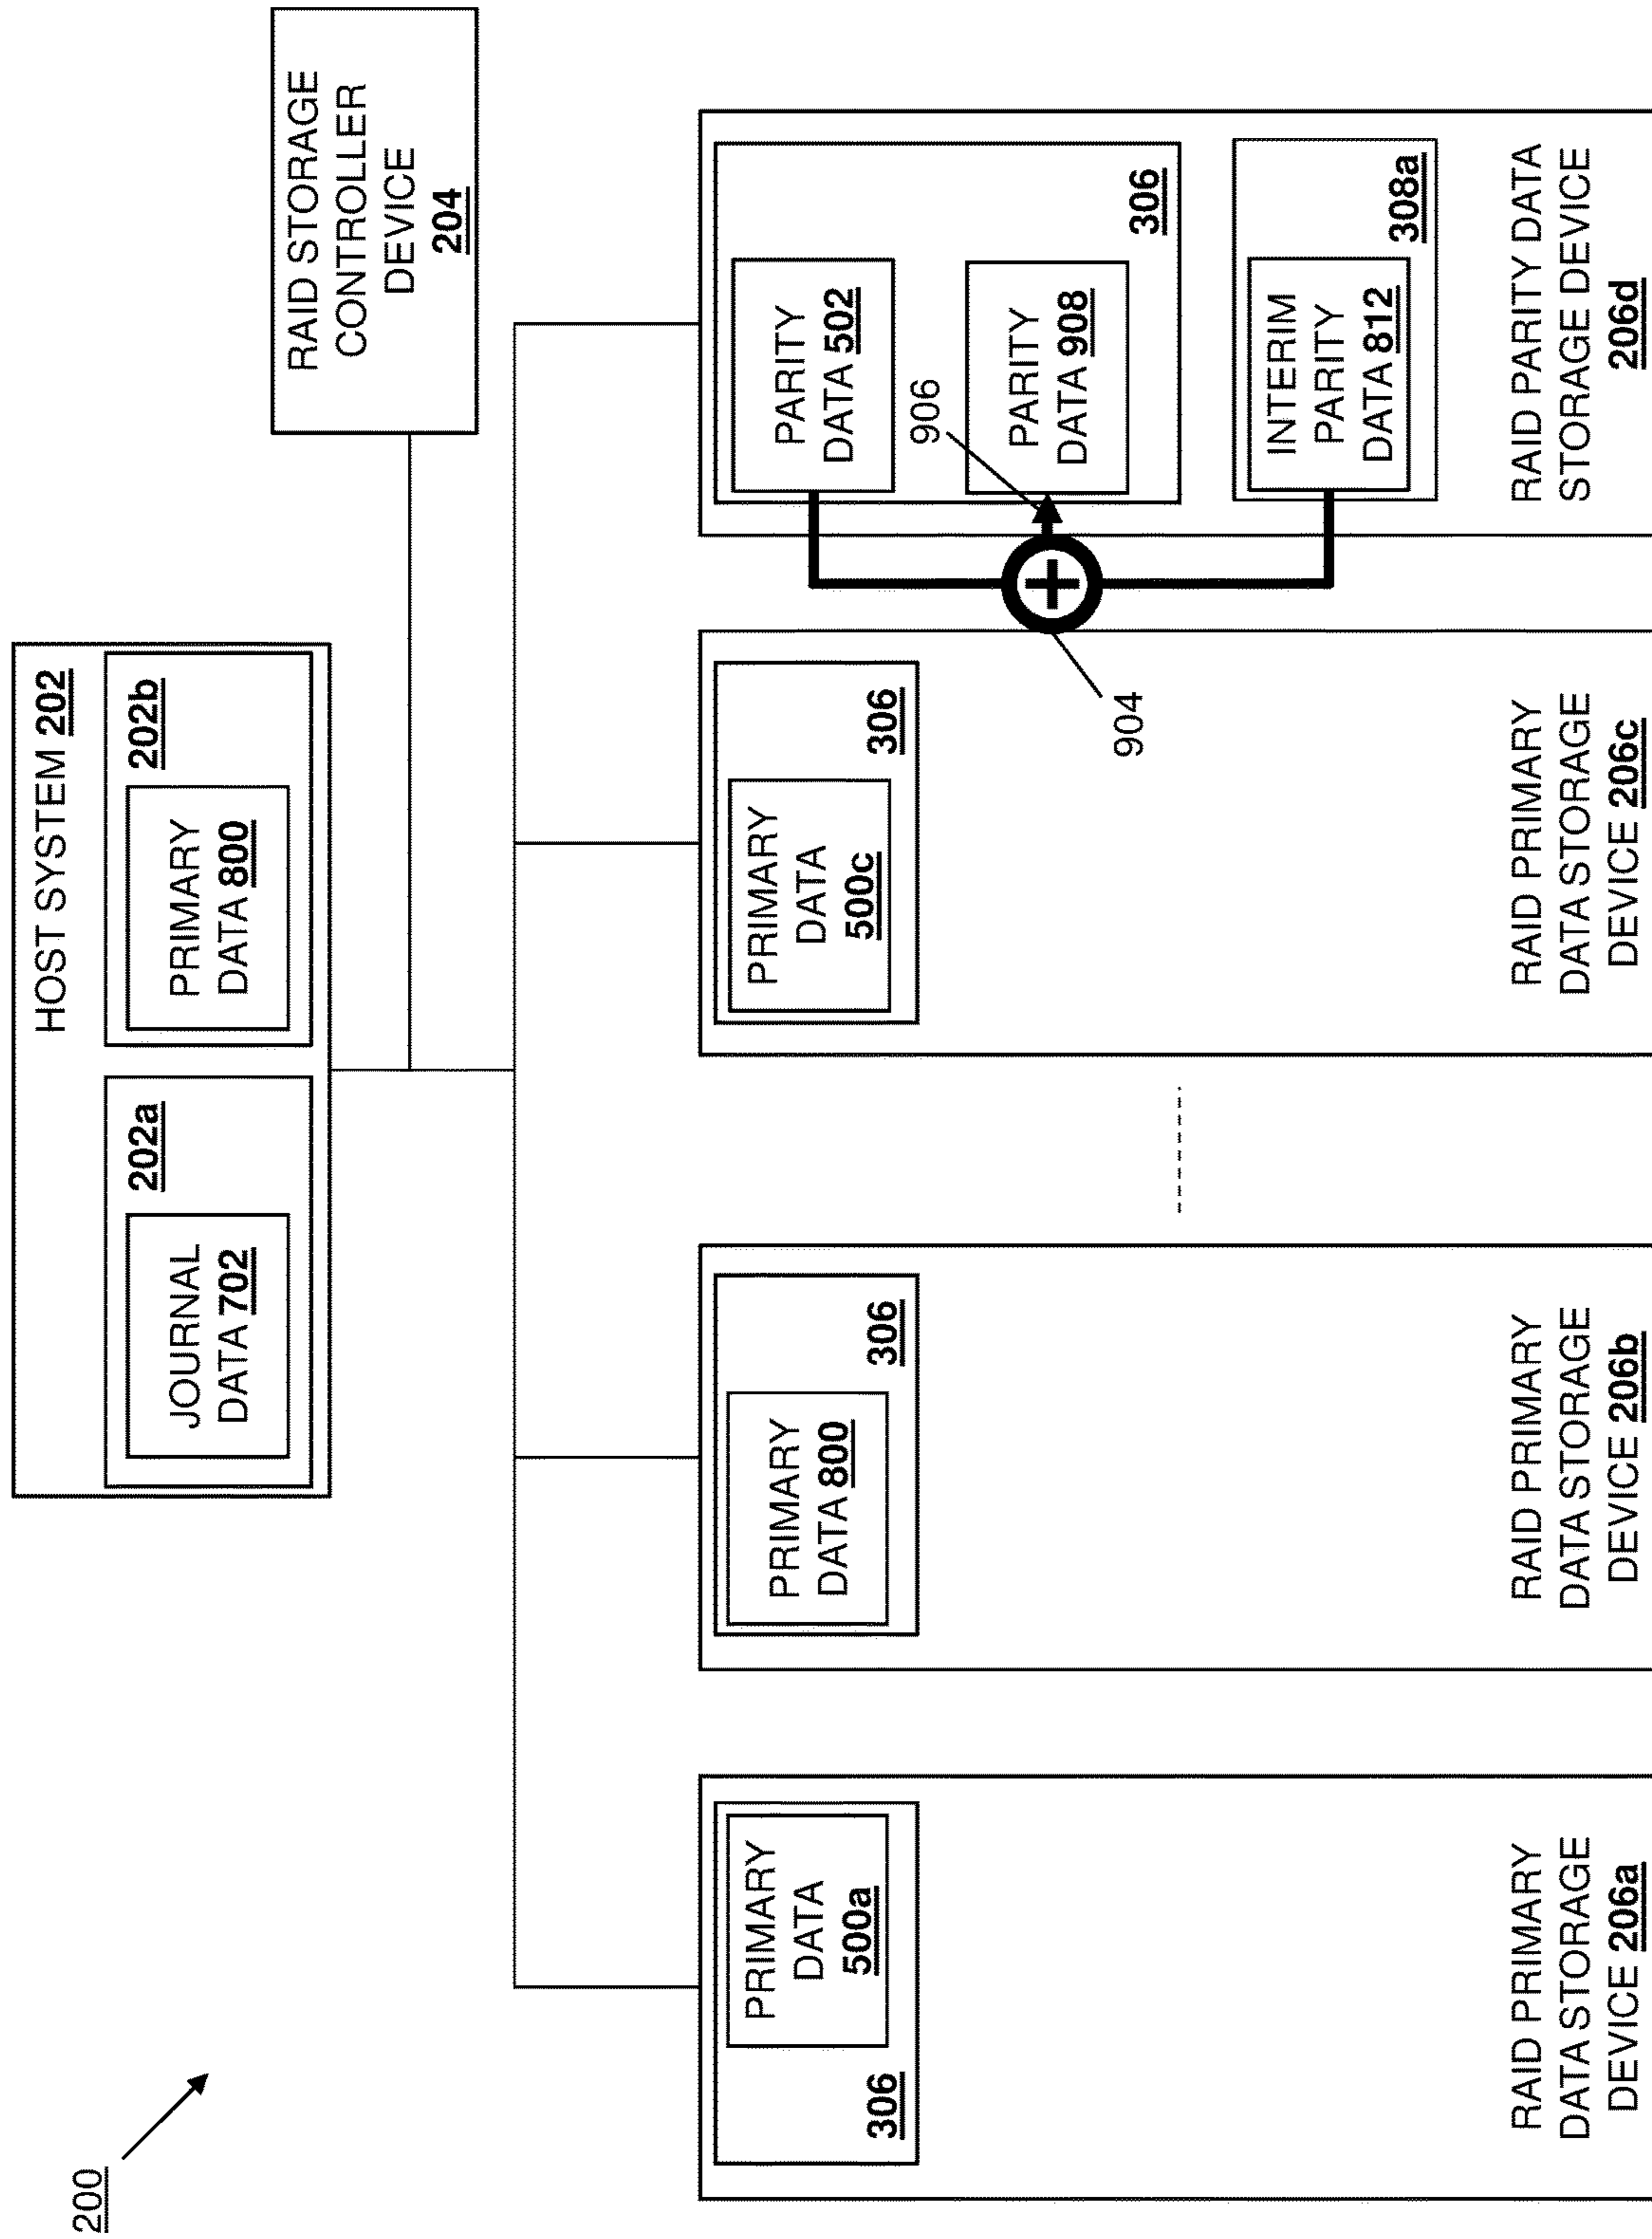 200
HOST SYSTEM 202
202a
JOURNAL
DATA 702
202b
PRIMARY
DATA 800
RAID STORAGE
CONTROLLER
DEVICE
204
306
PRIMARY
DATA
500a
RAID PRIMARY
DATA STORAGE
DEVICE 206a
PRIMARY
DATA 800
306
RAID PRIMARY
DATA STORAGE
DEVICE 206b
PRIMARY
DATA
500c
306
RAID PRIMARY
DATA STORAGE
DEVICE 206c
904
906
PARITY
DATA 502
PARITY
DATA 908
306
INTERIM
PARITY
DATA 812
308a
RAID PARITY DATA
STORAGE DEVICE
206d